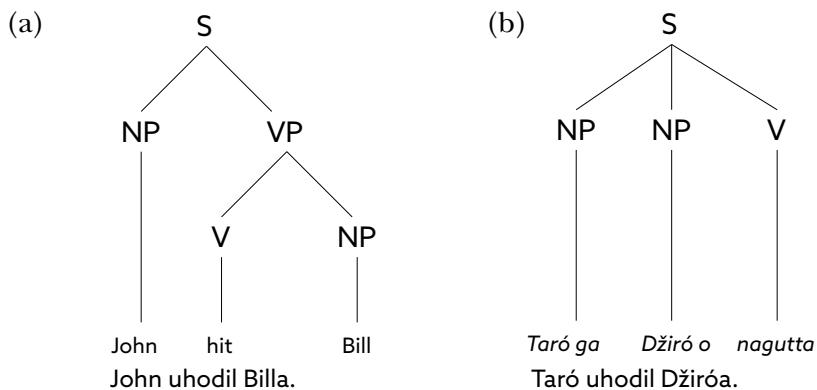 (a)
S
NP VP
V NP
John hit Bill
John uhodil Billa.
(b)
S
NP NP V
Taró ga Džiró o nagutta
Taró uhodil Džiróa.